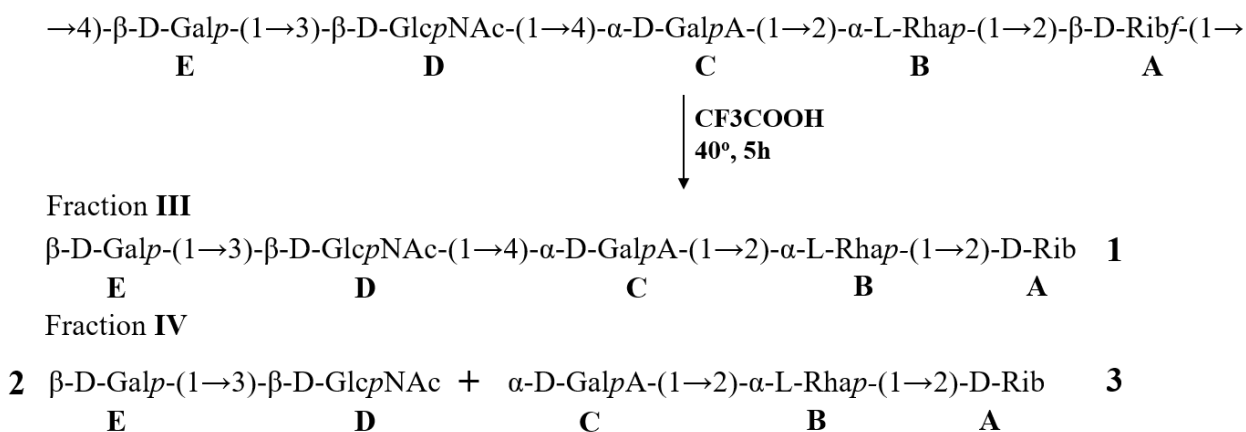 →4)-β-D-Galp-(1→3)-β-D-GlcpNAc-(1→4)-α-D-GalpA-(1→2)-α-L-Rhap-(1→2)-β-D-Ribf-(1→
E D C B A
CF3COOH
40º, 5h
Fraction III
β-D-Galp-(1→3)-β-D-GlcpNAc-(1→4)-α-D-GalpA-(1→2)-α-L-Rhap-(1→2)-D-Rib 1
E D C B A
Fraction IV
2 β-D-Galp-(1→3)-β-D-GlcpNAc + α-D-GalpA-(1→2)-α-L-Rhap-(1→2)-D-Rib 3
E D C B A